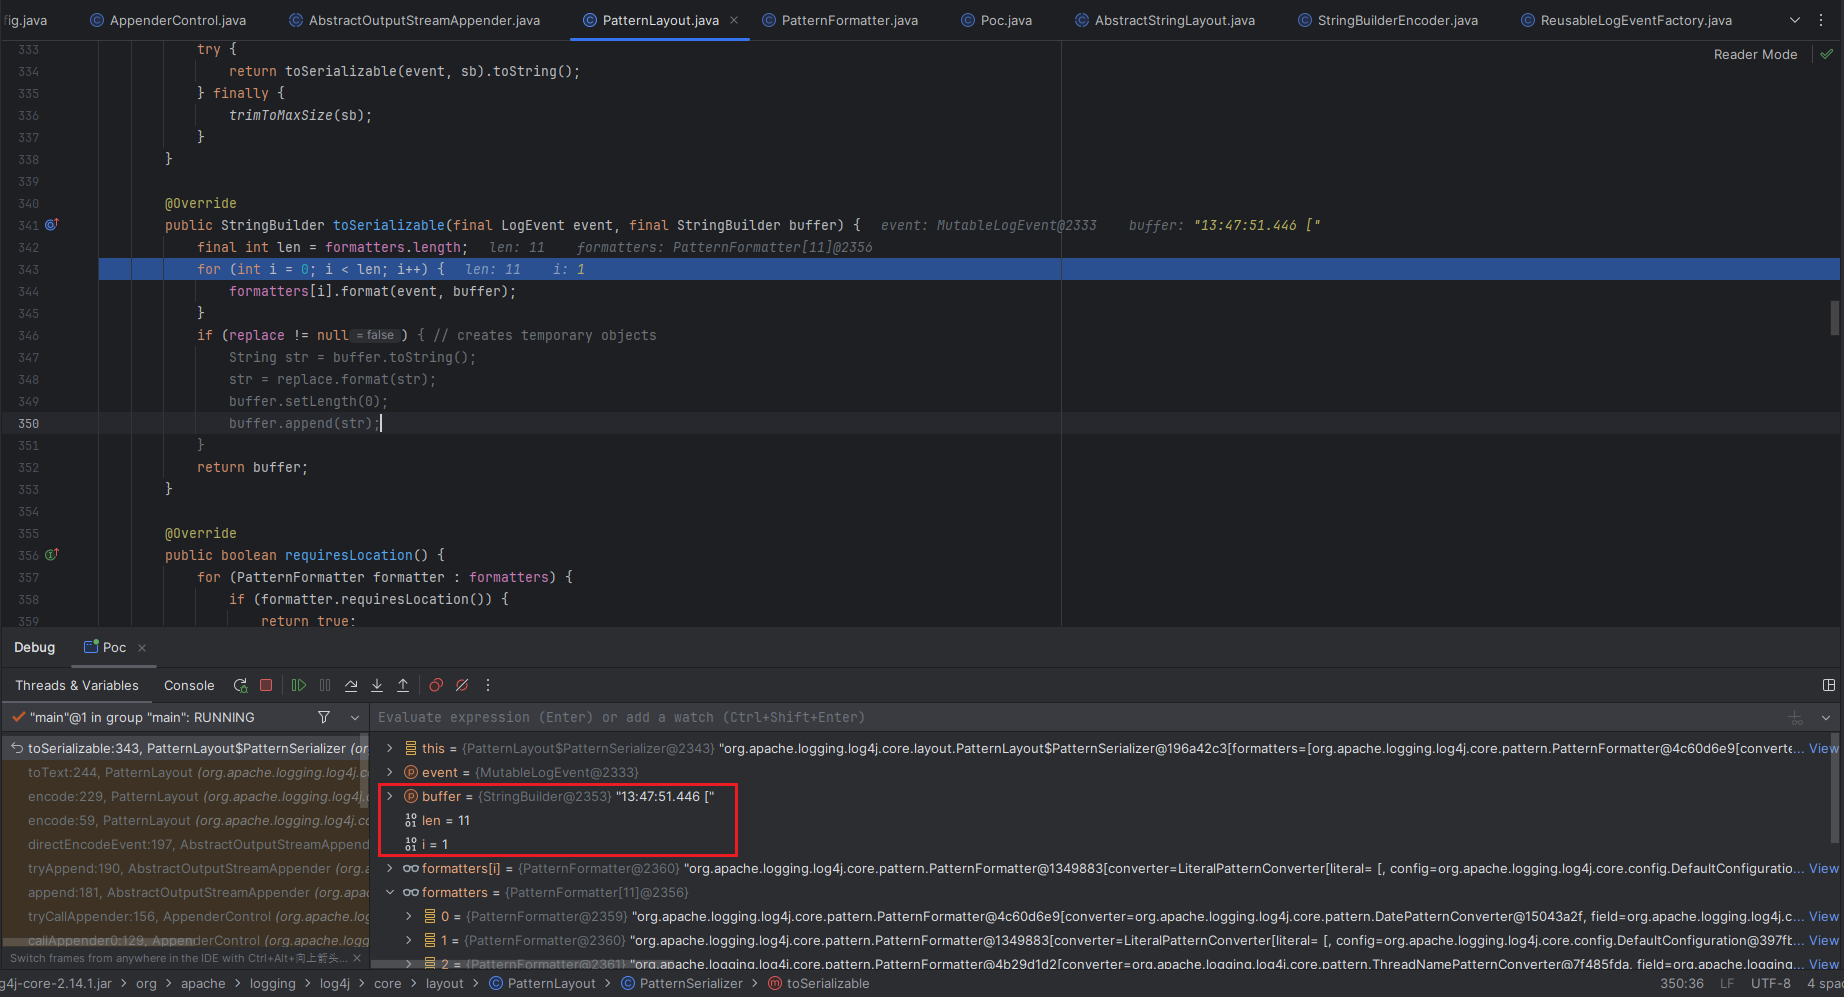 fig.java AppenderControl.java AbstractOutputStreamAppender.java PatternLayout.java PatternFormatter.java Poc.java AbstractStringLayout.java StringBuilderEncoder.java ReusableLogEventFactory.java
Reader Mode
333 try {
334 return toSerializable(event, sb).toString();
335 } finally {
336 trimToMaxSize(sb);
337 }
338 }
339
340 @Override
341 public StringBuilder toSerializable(final LogEvent event, final StringBuilder buffer) { event: MutableLogEvent@2333 buffer: "13:47:51.446 ["
342 final int len = formatters.length; len: 11 formatters: PatternFormatter[11]@2356
343 for (int i = 0; i < len; i++) { len: 11 i: 1
344 formatters[i].format(event, buffer);
345 }
346 if (replace != null = false ) { // creates temporary objects
347 String str = buffer.toString();
348 str = replace.format(str);
349 buffer.setLength(0);
350 buffer.append(str);
351 }
352 return buffer;
353 }
354
355 @Override
356 public boolean requiresLocation() {
357 for (PatternFormatter formatter : formatters) {
358 if (formatter.requiresLocation()) {
359 return true;
Debug Poc
Threads & Variables Console
"main"@1 in group "main": RUNNING
Evaluate expression (Enter) or add a watch (Ctrl+Shift+Enter)
toSerializable:343, PatternLayout$PatternSerializer (or
toText:244, PatternLayout (org.apache.logging.log4j.co
encode:229, PatternLayout (org.apache.logging.log4j.
encode:59, PatternLayout (org.apache.logging.log4j.co
directEncodeEvent:197, AbstractOutputStreamAppend
tryAppend:190, AbstractOutputStreamAppender (org.a
append:181, AbstractOutputStreamAppender (org.apac
tryCallAppender:156, AppenderControl (org.apache.log
callAppender0:129, AppenderControl (org.apache.logg
Switch frames from anywhere in the IDE with Ctrl+Alt+向上箭头...
this = {PatternLayout$PatternSerializer@2343} "org.apache.logging.log4j.core.layout.PatternLayout$PatternSerializer@196a42c3[formatters=[org.apache.logging.log4j.core.pattern.PatternFormatter@4c60d6e9[converte... View
event = {MutableLogEvent@2333}
buffer = {StringBuilder@2353} "13:47:51.446 ["
len = 11
i = 1
formatters[i] = {PatternFormatter@2360} "org.apache.logging.log4j.core.pattern.PatternFormatter@1349883[converter=LiteralPatternConverter[literal= [, config=org.apache.logging.log4j.core.config.DefaultConfiguratio... View
formatters = {PatternFormatter[11]@2356}
0 = {PatternFormatter@2359} "org.apache.logging.log4j.core.pattern.PatternFormatter@4c60d6e9[converter=org.apache.logging.log4j.core.pattern.DatePatternConverter@15043a2f, field=org.apache.logging.log4j.c... View
1 = {PatternFormatter@2360} "org.apache.logging.log4j.core.pattern.PatternFormatter@1349883[converter=LiteralPatternConverter[literal= [, config=org.apache.logging.log4j.core.config.DefaultConfiguration@397fb... View
2 = {PatternFormatter@2361} "org.apache.logging.log4j.core.pattern.PatternFormatter@4b29d1d2[converter=org.apache.logging.log4j.core.pattern.ThreadNamePatternConverter@7f485fda, field=org.apache.logging... View
g4j-core-2.14.1.jar > org > apache > logging > log4j > core > layout > PatternLayout > PatternSerializer > toSerializable 350:36 LF UTF-8 4 spac